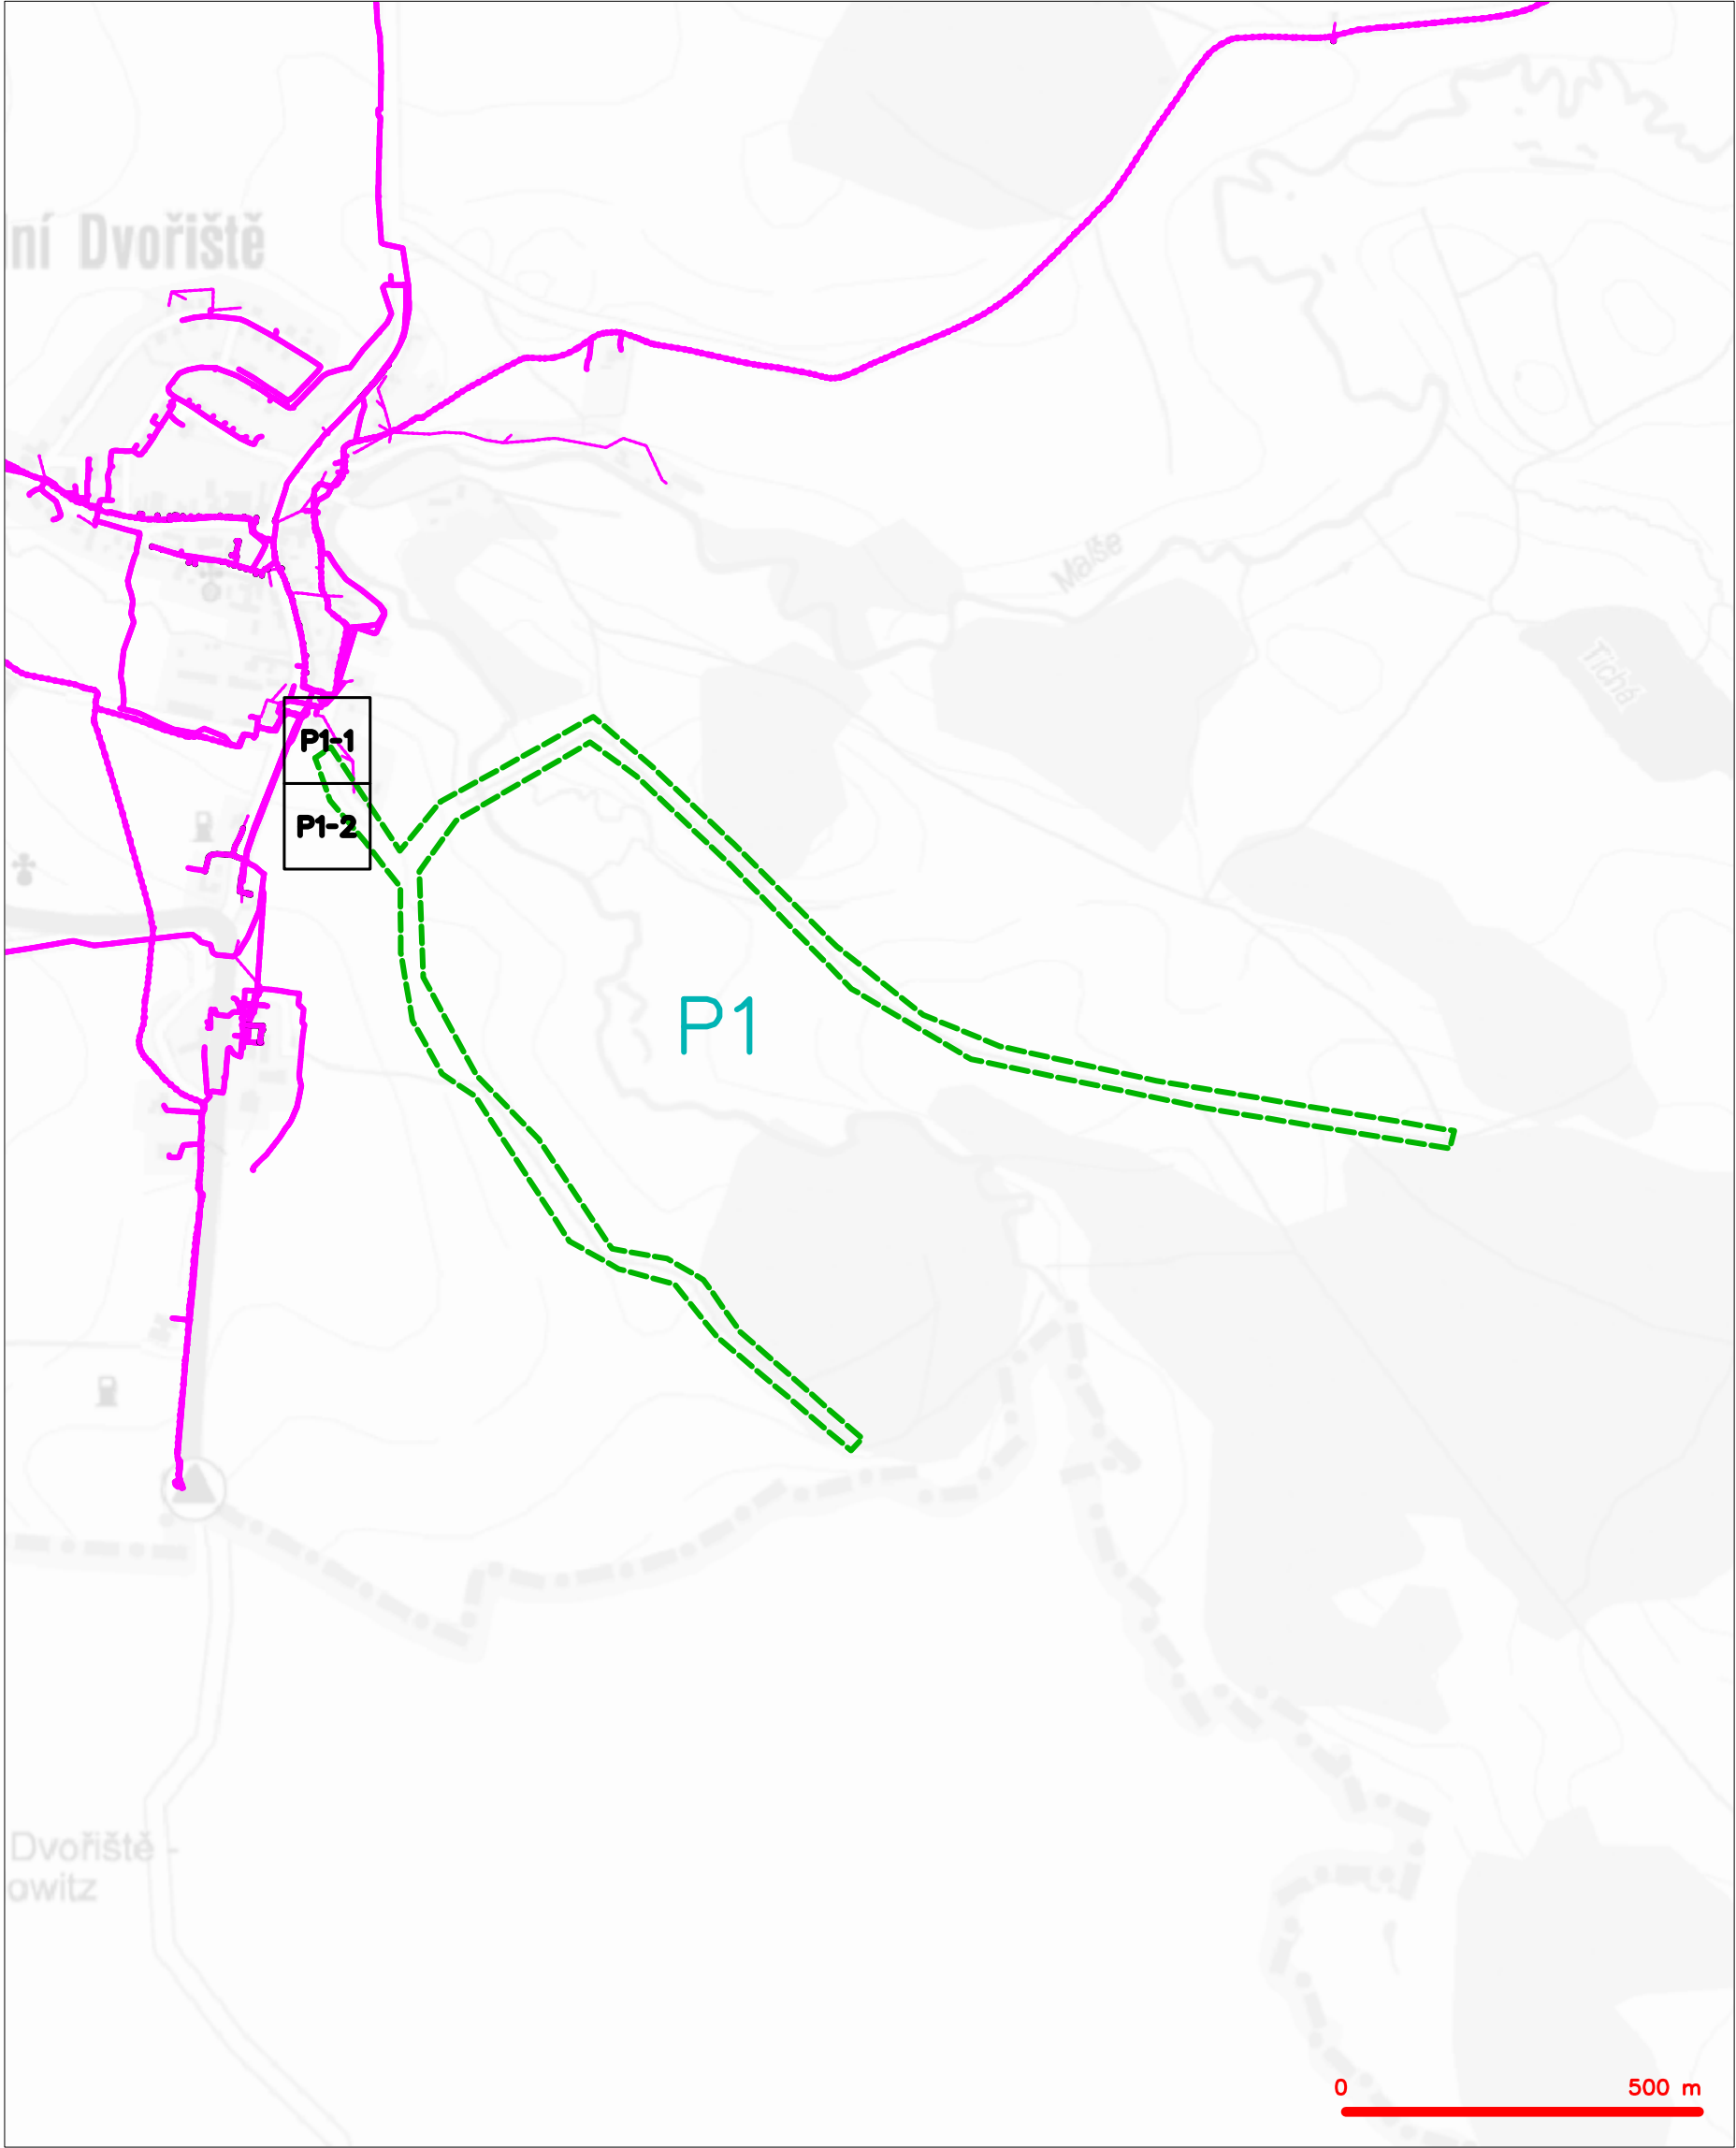 ní Dvořiště
Malše
Tichá
P1-1
P1-2
P1
Dvořiště -
owitz
0 500 m